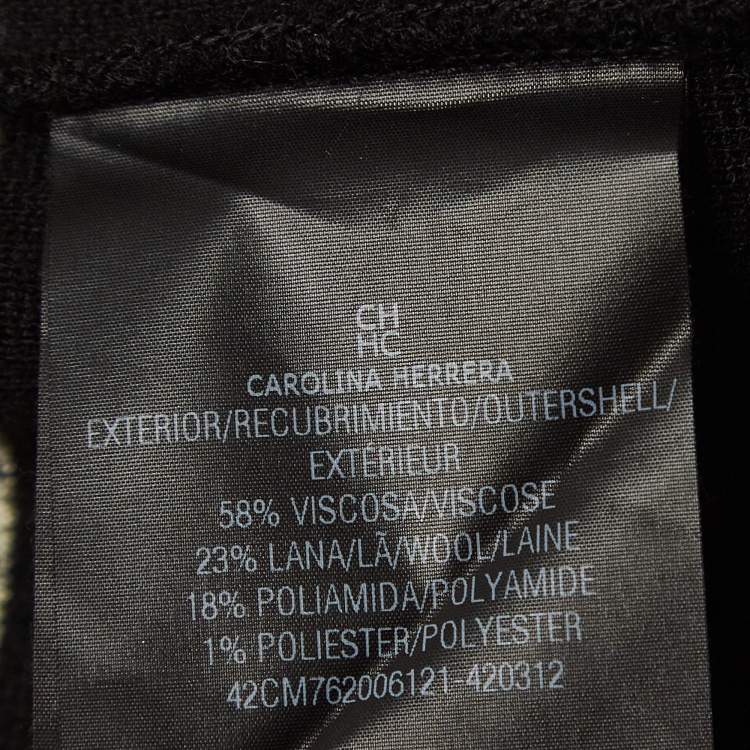 CH
HC
CAROLINA HERRERA
EXTERIOR/RECUBRIMIENTO/OUTERSHELL/
EXTÉRIEUR
58% VISCOSA/VISCOSE
23% LANA/LÃ/WOOL/LAINE
18% POLIAMIDA/POLYAMIDE
1% POLIESTER/POLYESTER
42CM762006121-420312